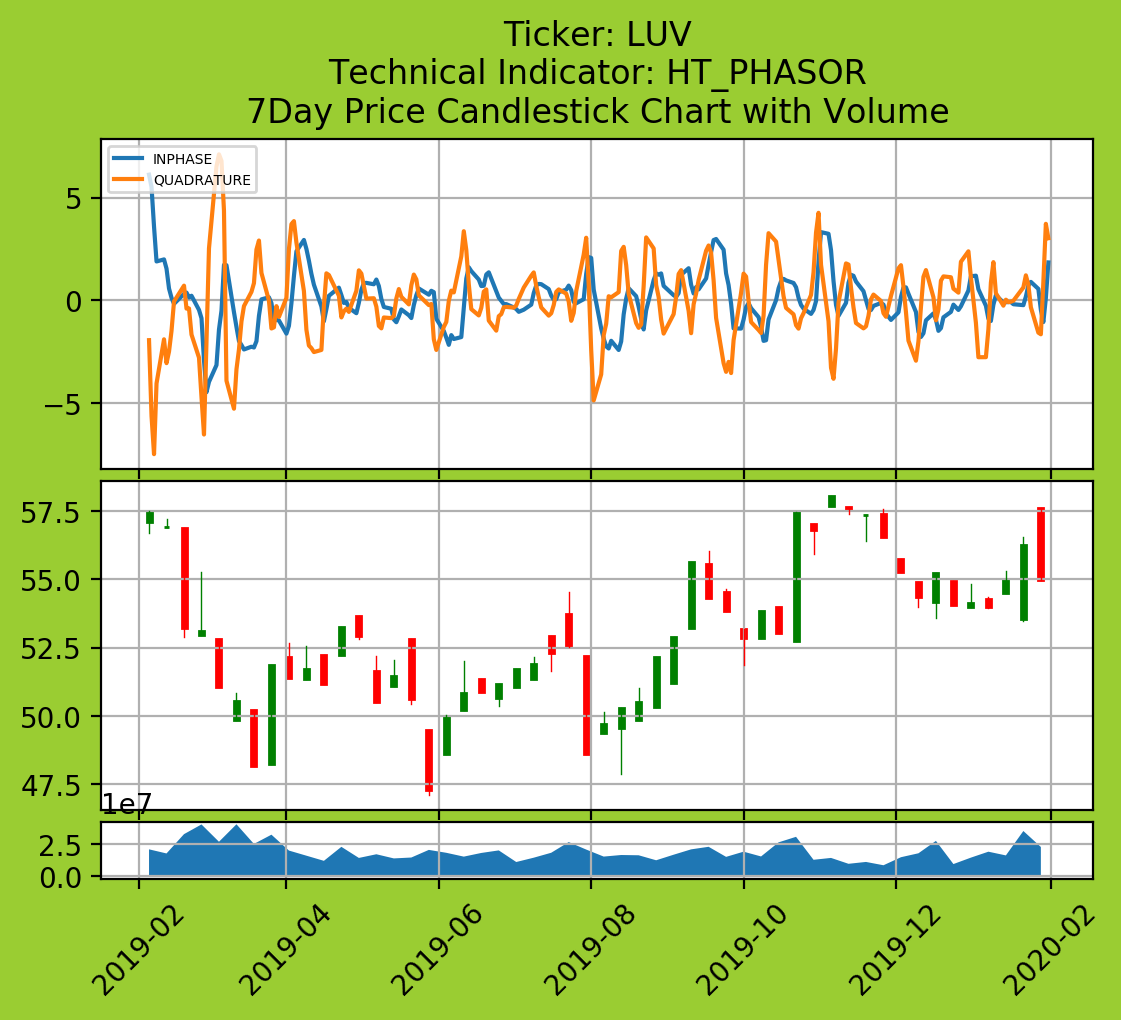 Ticker: LUV
Technical Indicator: HT_PHASOR
7Day Price Candlestick Chart with Volume
INPHASE
QUADRATURE
5
0
−5
57.5
55.0
52.5
50.0
47.5
1e7
2.5
0.0
2019-02
2019-04
2019-06
2019-08
2019-10
2019-12
2020-02